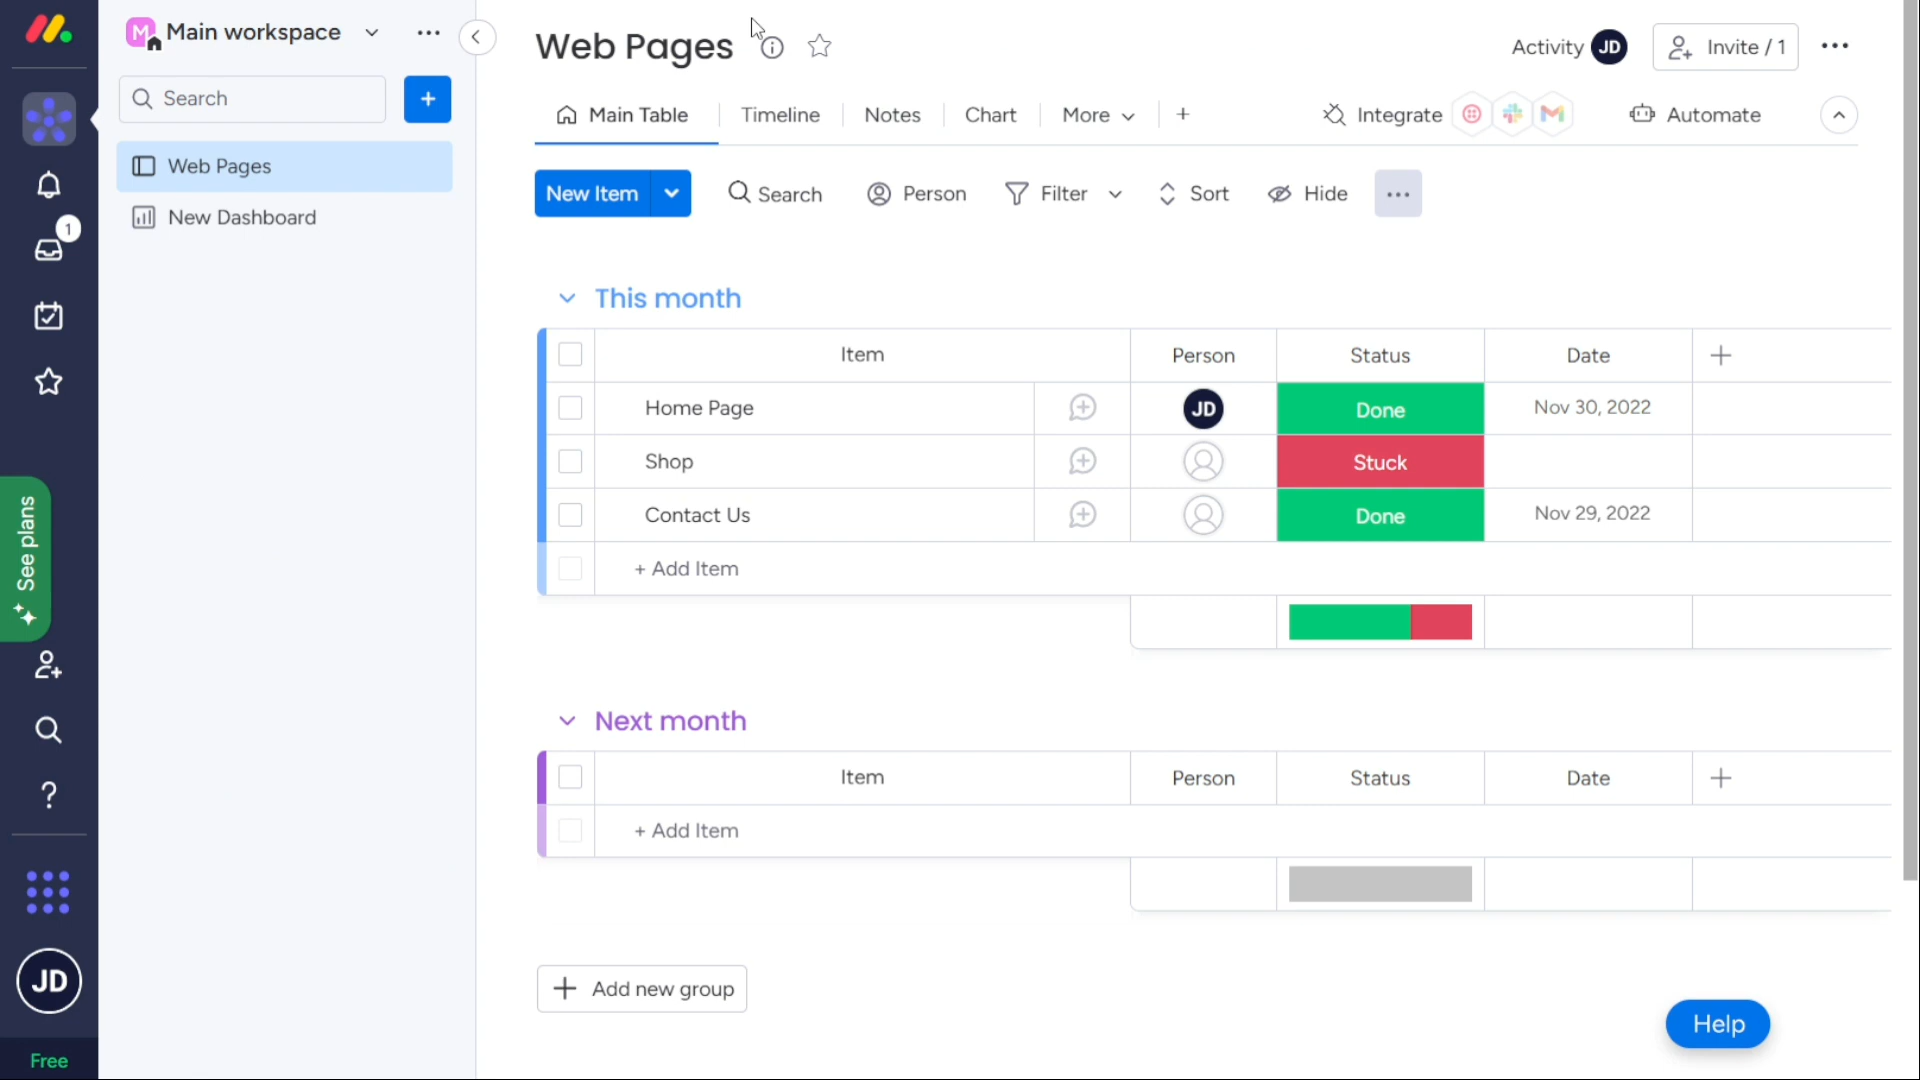 M Main workspace
Search
Web Pages
New Dashboard
1
See plans
JD
Free
Web Pages
Activity JD Invite / 1
Main Table Timeline Notes Chart More Integrate Automate
New Item Search Person Filter Sort Hide
This month
Item Person Status Date
Home Page JD Done Nov 30, 2022
Shop Stuck
Contact Us Done Nov 29, 2022
+ Add Item
Next month
Item Person Status Date
+ Add Item
Add new group
Help